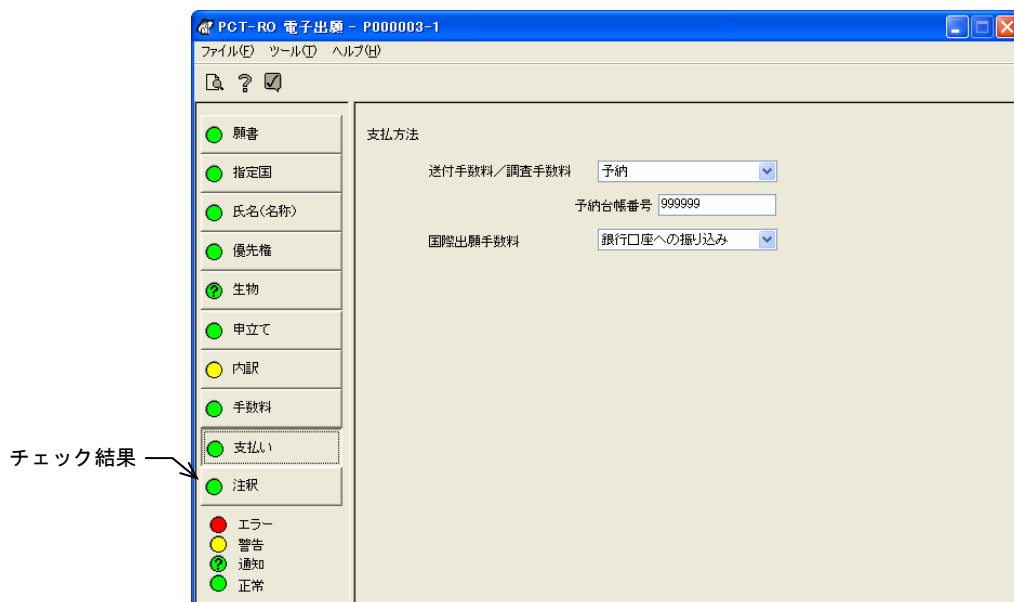 PCT-RO 電子出願 - P000003-1
ファイル(F) ツール(T) ヘルプ(H)
願書
指定国
氏名(名称)
優先権
生物
申立て
内訳
手数料
支払い
注釈
エラー
警告
通知
正常
チェック結果
支払方法
送付手数料／調査手数料 予納
予納台帳番号 999999
国際出願手数料 銀行口座への振り込み